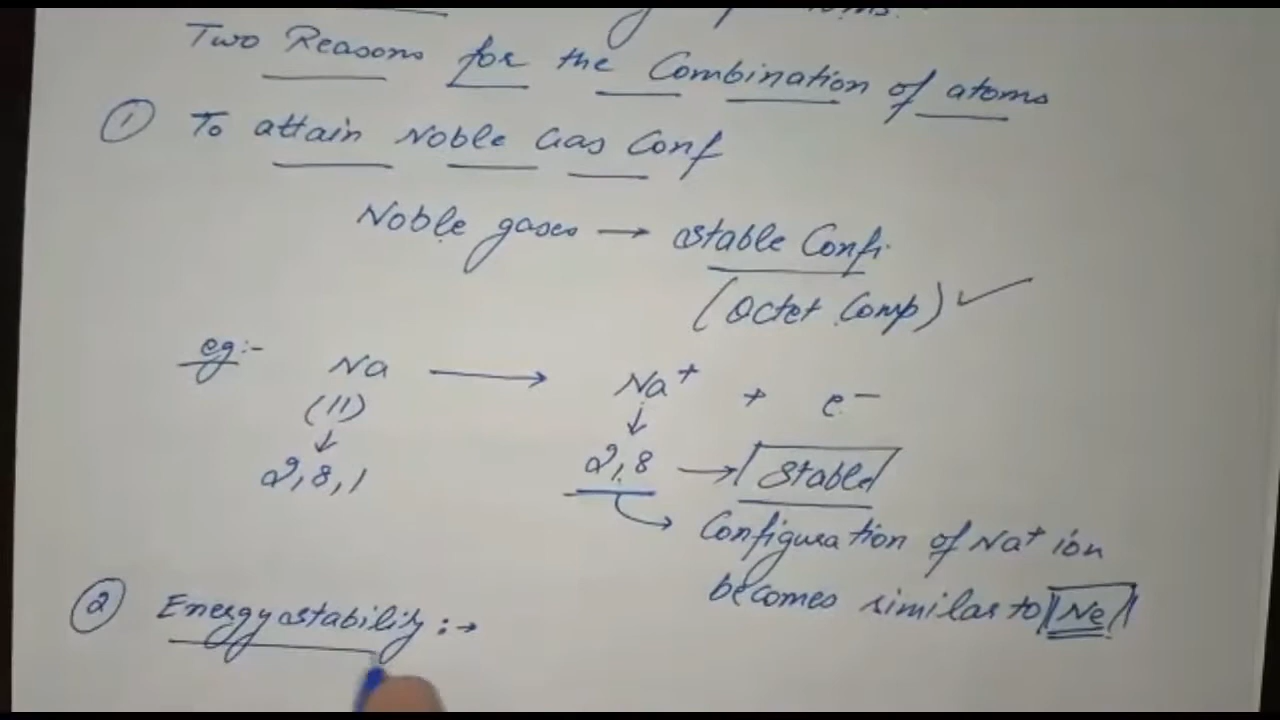 Two Reasons for the Combination of atoms
① To attain Noble Gas Conf
Noble gases → stable Confi
(Octet Comp) ✓
eg:- Na → Na⁺ + e⁻
(11)
↓ ↓
2,8,1 2,8 → Stable
Configuration of Na⁺ ion
becomes similar to Ne
② Energy stability :→